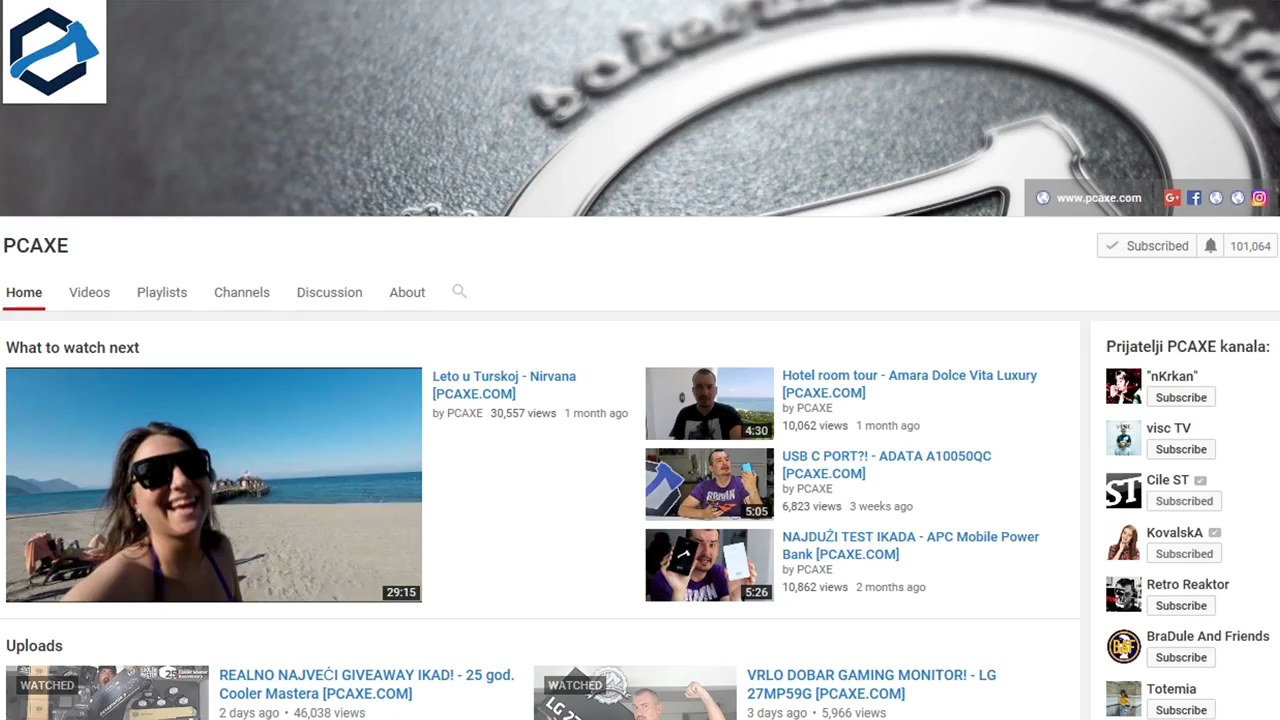 www.pcaxe.com
PCAXE
Subscribed 101,064
Home Videos Playlists Channels Discussion About
What to watch next
Leto u Turskoj - Nirvana
[PCAXE.COM]
by PCAXE 30,557 views 1 month ago
29:15
Hotel room tour - Amara Dolce Vita Luxury
[PCAXE.COM]
by PCAXE
10,062 views 1 month ago
4:30
USB C PORT?! - ADATA A10050QC
[PCAXE.COM]
by PCAXE
6,823 views 3 weeks ago
5:05
NAJDUŽI TEST IKADA - APC Mobile Power
Bank [PCAXE.COM]
by PCAXE
10,862 views 2 months ago
5:26
Uploads
WATCHED
REALNO NAJVEĆI GIVEAWAY IKAD! - 25 god.
Cooler Mastera [PCAXE.COM]
2 days ago • 46,038 views
WATCHED
VRLO DOBAR GAMING MONITOR! - LG
27MP59G [PCAXE.COM]
3 days ago • 5,966 views
Prijatelji PCAXE kanala:
"nKrkan"
Subscribe
visc TV
Subscribe
Cile ST
Subscribed
KovalskA
Subscribed
Retro Reaktor
Subscribe
BraDule And Friends
Subscribe
Totemia
Subscribe